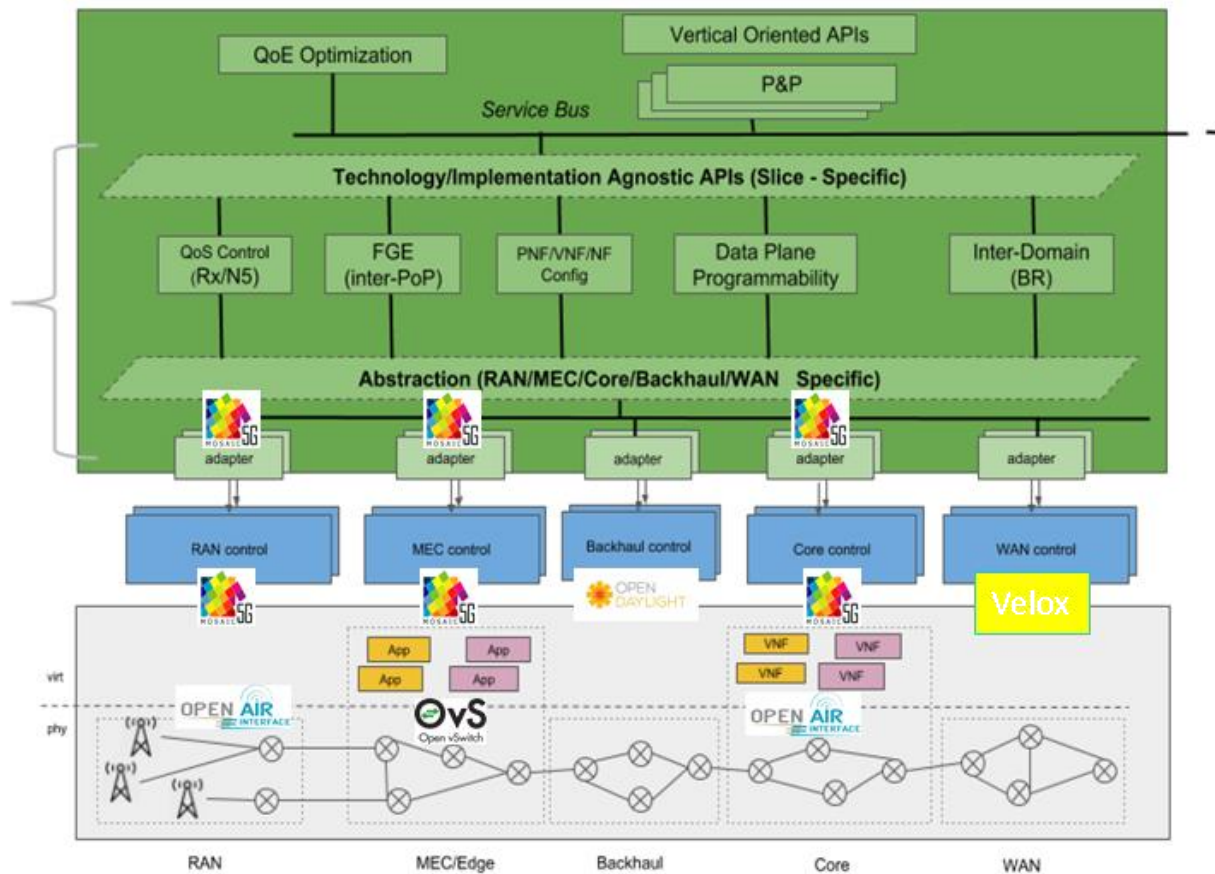 Vertical Oriented APIs
QoE Optimization
P&P
Service Bus
Technology/Implementation Agnostic APIs (Slice - Specific)
QoS Control
(Rx/N5)
FGE
(inter-PoP)
PNF/VNF/NF
Config
Data Plane
Programmability
Inter-Domain
(BR)
Abstraction (RAN/MEC/Core/Backhaul/WAN Specific)
MOSAIC 5G
MOSAIC 5G
MOSAIC 5G
adapter
adapter
adapter
adapter
adapter
RAN control
MEC control
Backhaul control
Core control
WAN control
MOSAIC 5G
MOSAIC 5G
OPEN
DAYLIGHT
MOSAIC 5G
Velox
App
App
App
App
VNF
VNF
VNF
VNF
virt
OPEN AIR
INTERFACE
OvS
Open vSwitch
OPEN AIR
INTERFACE
phy
RAN
MEC/Edge
Backhaul
Core
WAN